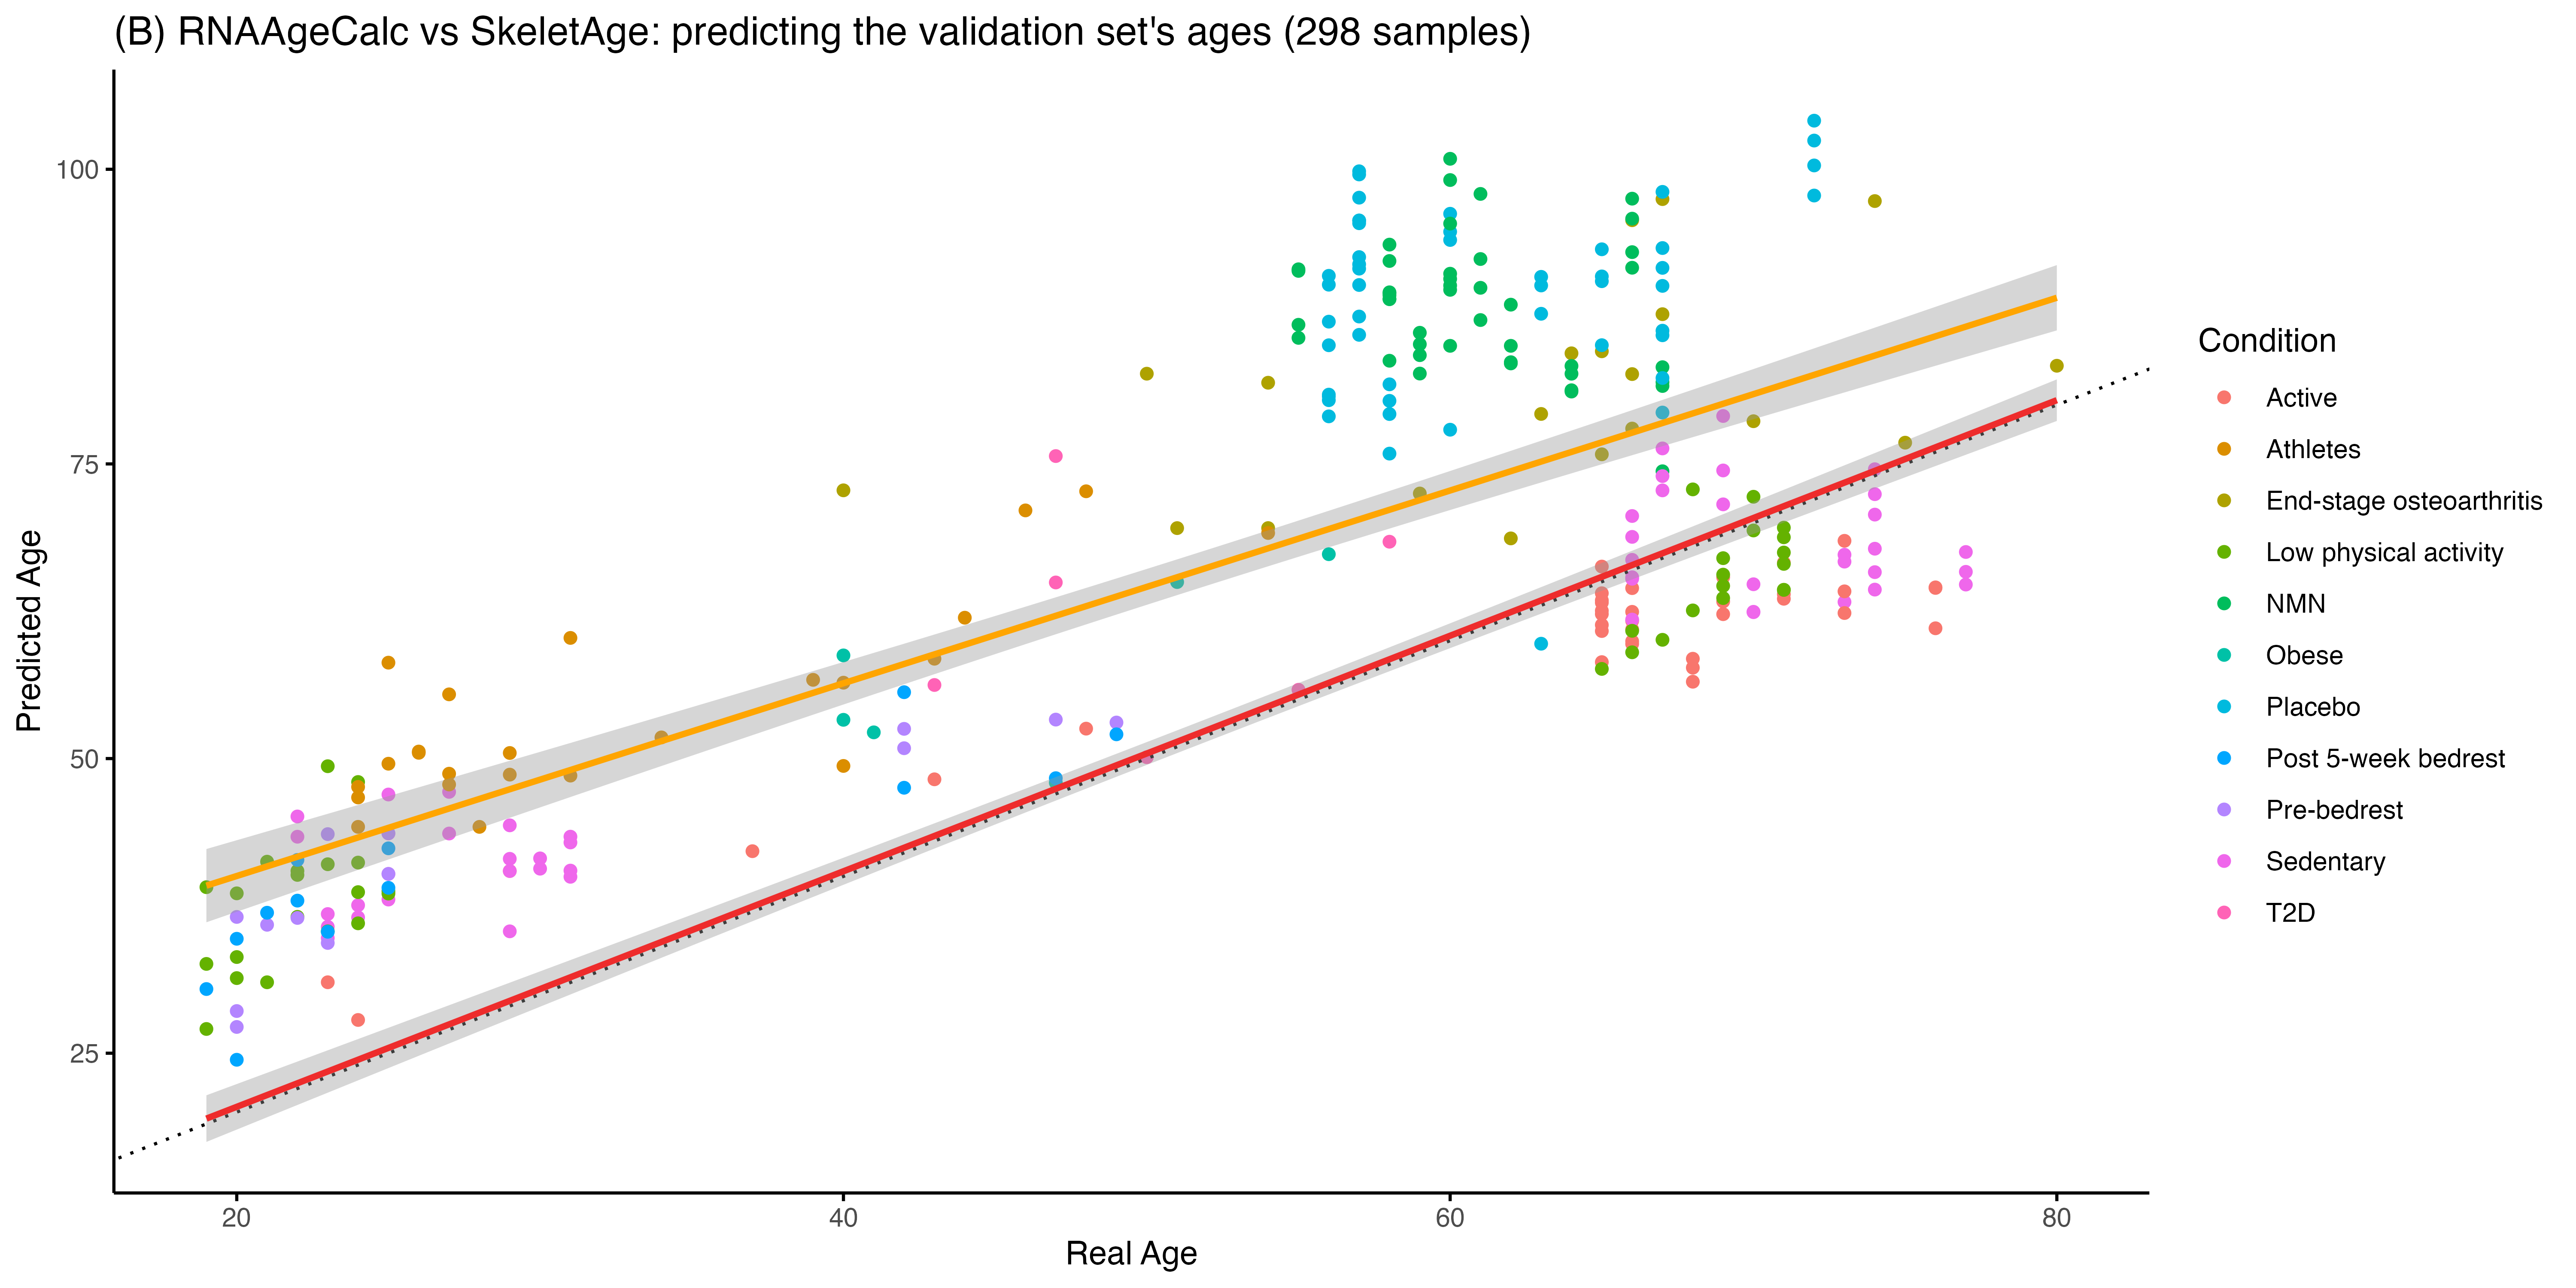 (B) RNAAgeCalc vs SkeletAge: predicting the validation set's ages (298 samples)
100
75
50
25
Predicted Age
20
40
60
80
Real Age
Condition
Active
Athletes
End-stage osteoarthritis
Low physical activity
NMN
Obese
Placebo
Post 5-week bedrest
Pre-bedrest
Sedentary
T2D